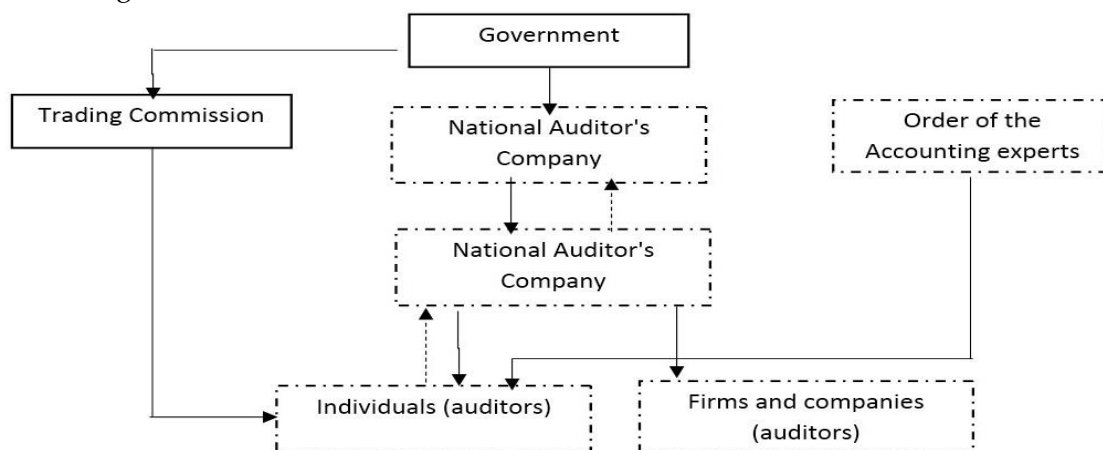 Government
Trading Commission
National Auditor's
Company
Order of the
Accounting experts
National Auditor's
Company
Individuals (auditors)
Firms and companies
(auditors)